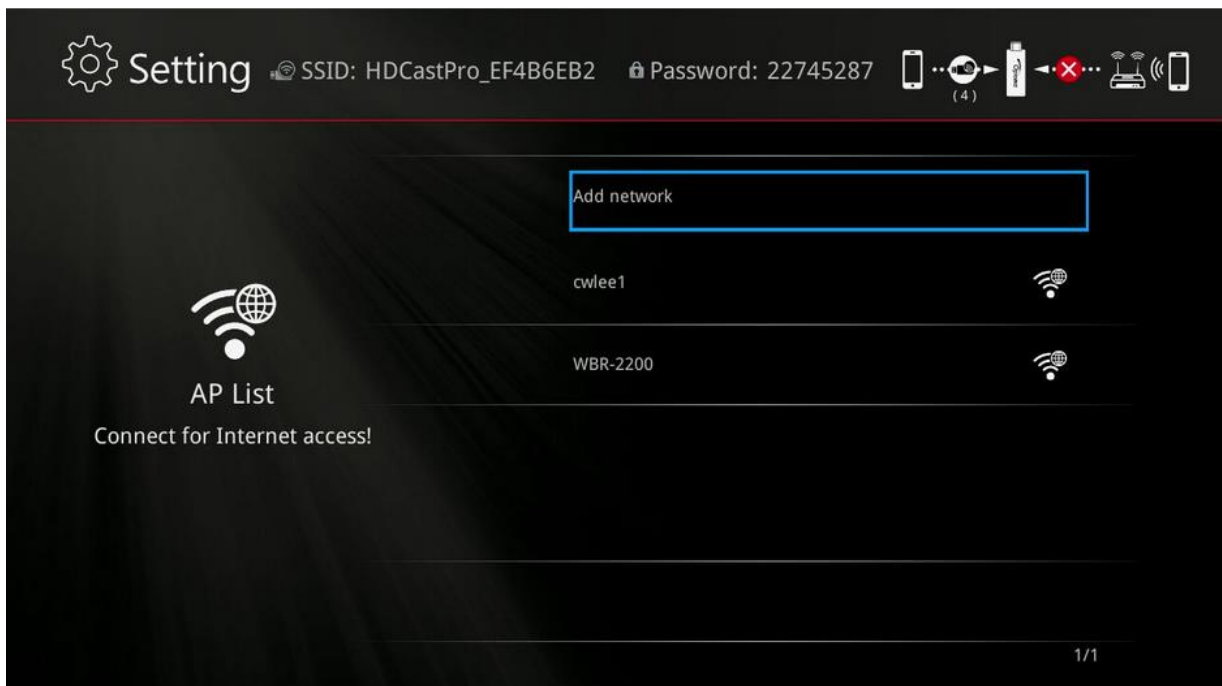 Setting SSID: HDCastPro_EF4B6EB2 Password: 22745287
(4)
Add network
cwlee1
WBR-2200
AP List
Connect for Internet access!
1/1